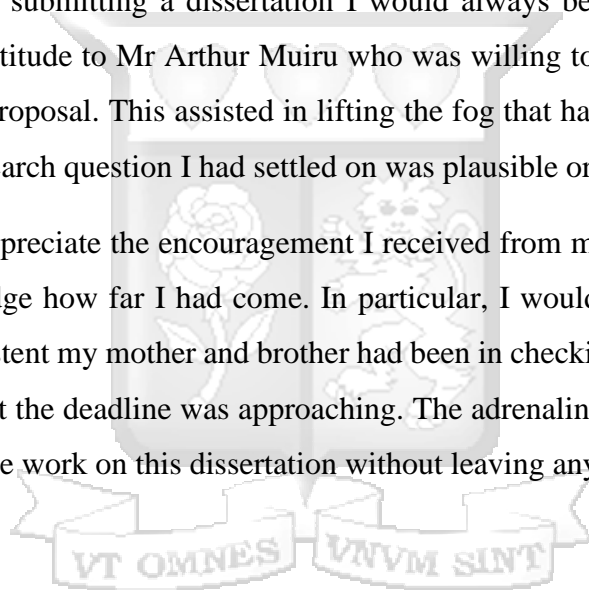 submitting a dissertation I would always be
titude to Mr Arthur Muiru who was willing to
roposal. This assisted in lifting the fog that ha
earch question I had settled on was plausible or
preciate the encouragement I received from m
dge how far I had come. In particular, I would
stent my mother and brother had been in checki
t the deadline was approaching. The adrenalin
e work on this dissertation without leaving any
VT OMNES VNVM SINT